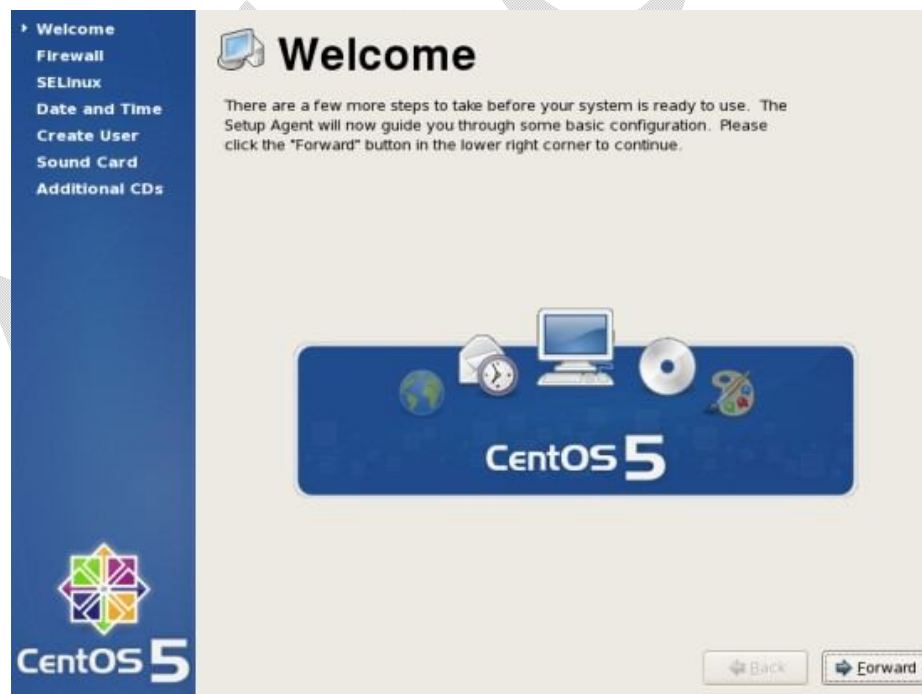 Welcome
Firewall
SELinux
Date and Time
Create User
Sound Card
Additional CDs
Welcome
There are a few more steps to take before your system is ready to use. The
Setup Agent will now guide you through some basic configuration. Please
click the "Forward" button in the lower right corner to continue.
CentOS 5
CentOS 5
Back
Forward